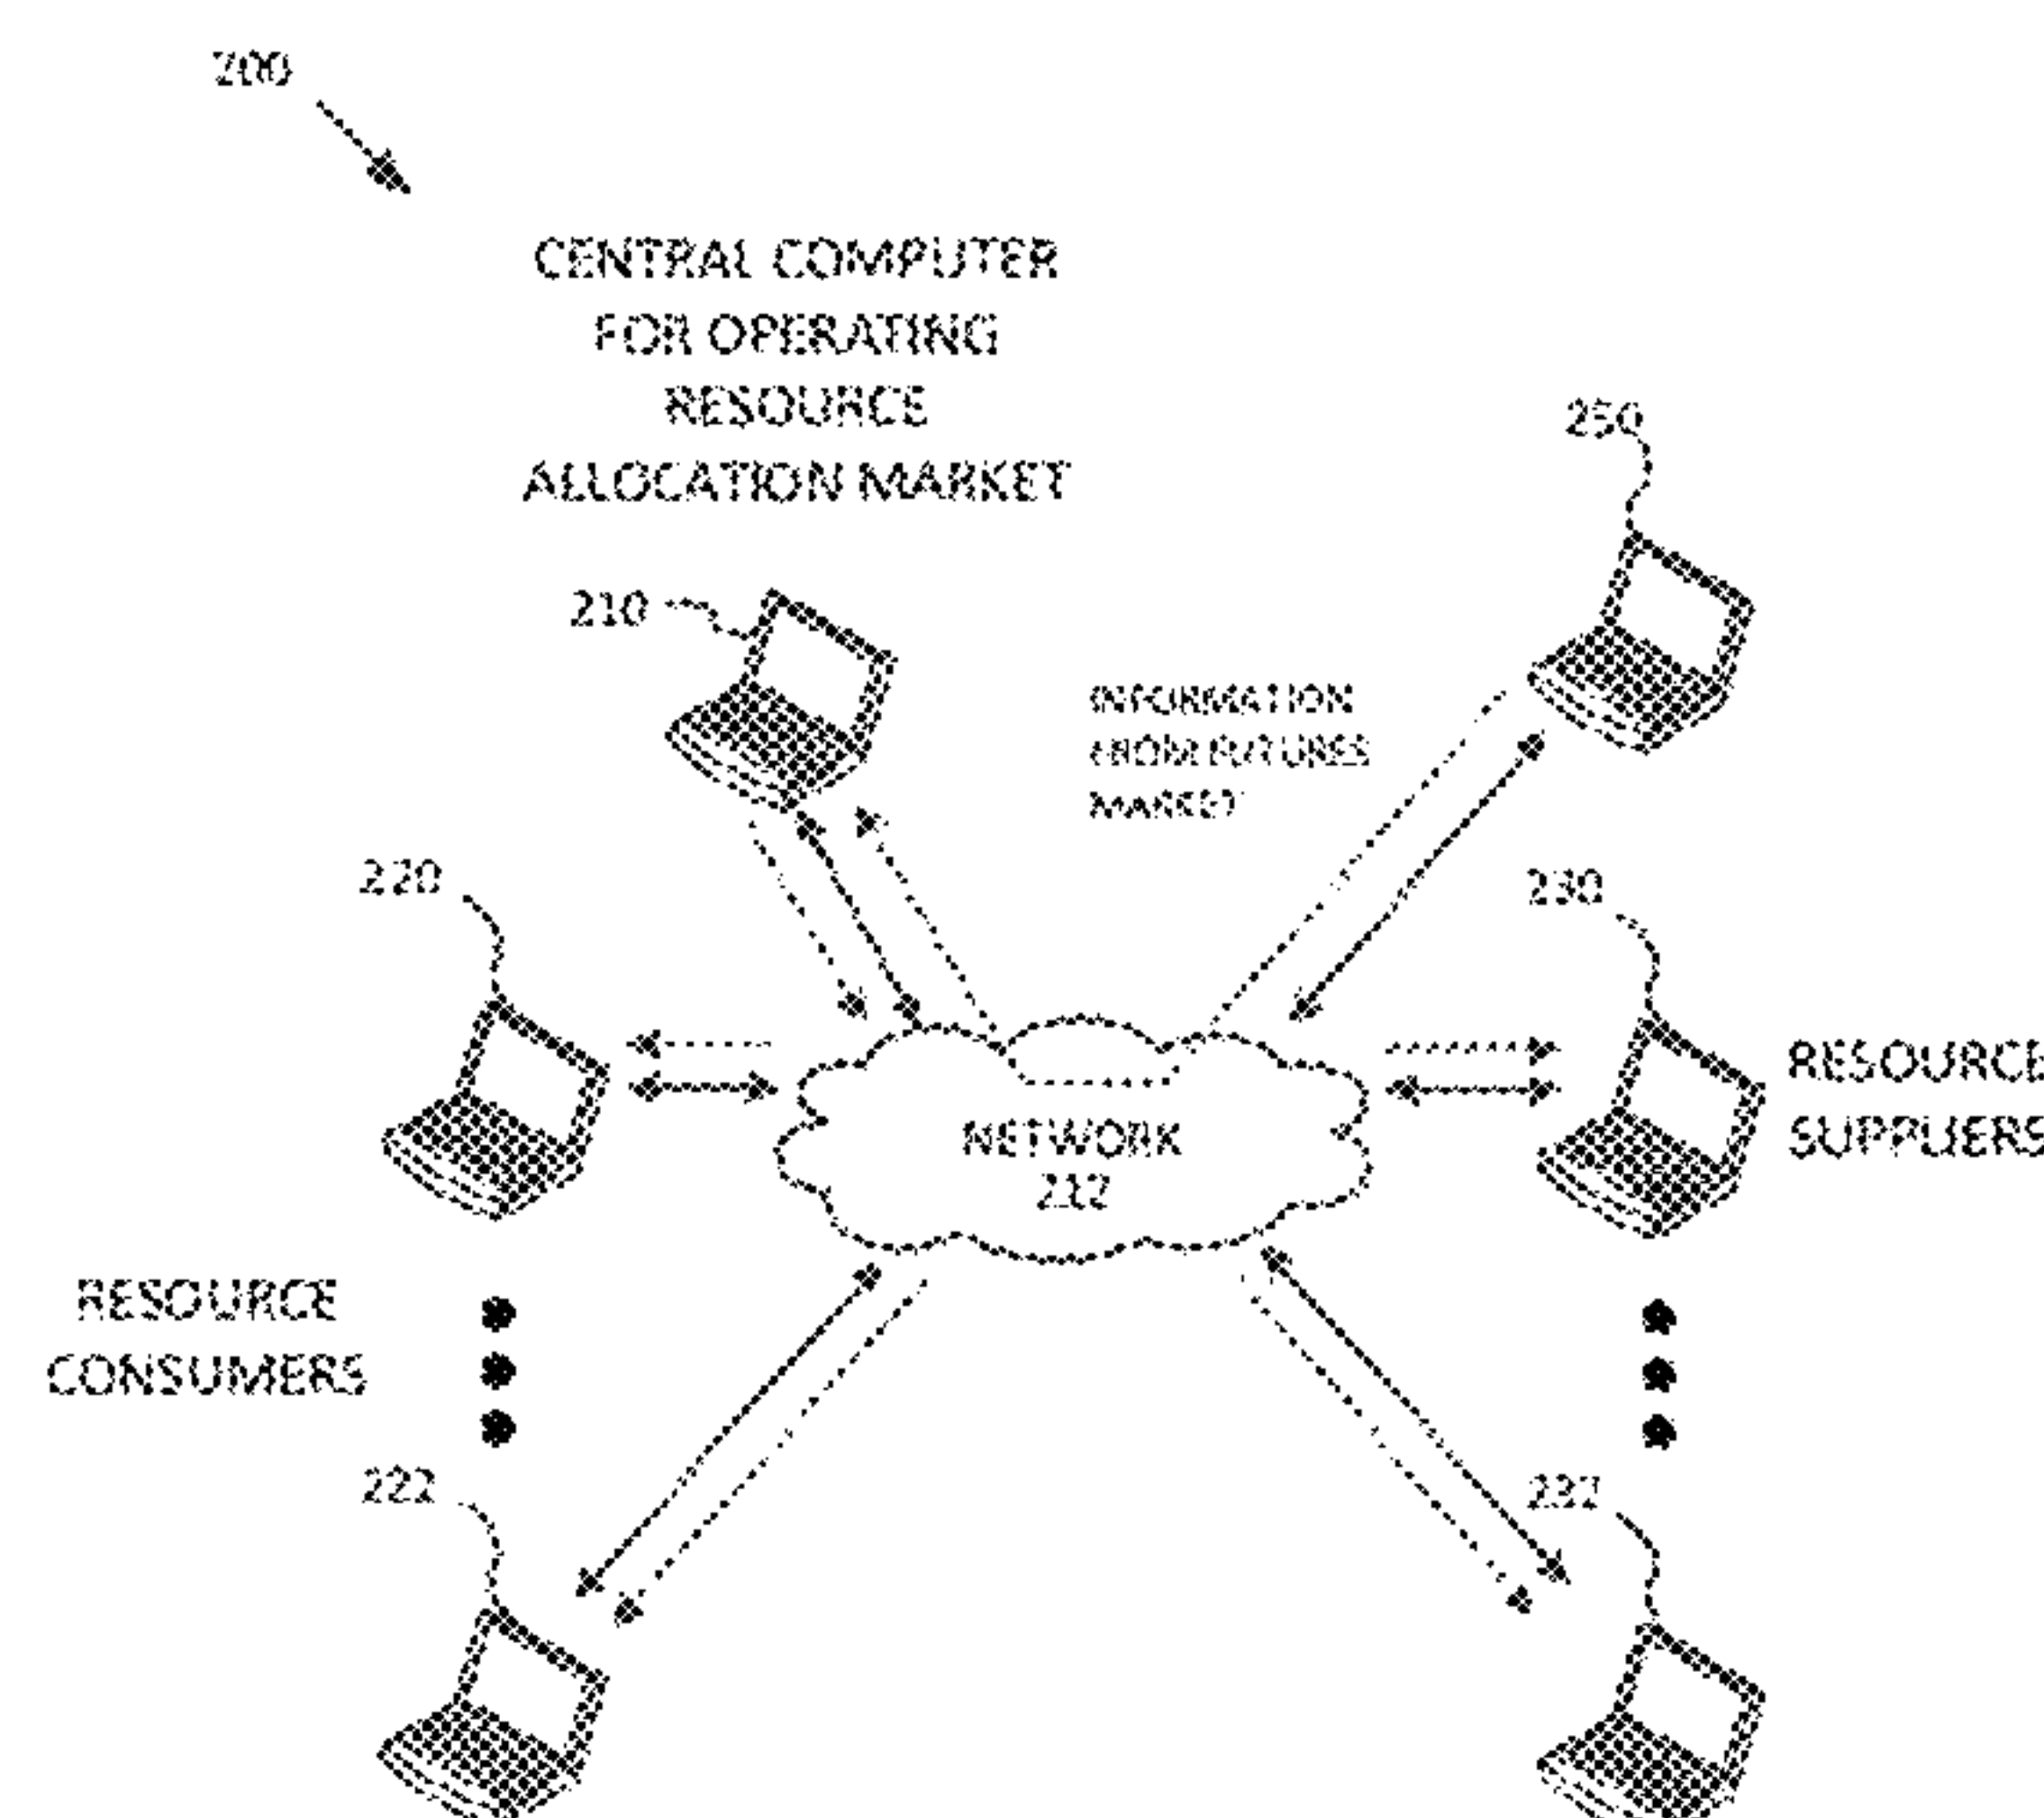 200
CENTRAL COMPUTER
FOR OPERATING
RESOURCE
ALLOCATION MARKET
250
210
INFORMATION
FROM FUTURES
MARKET
220
230
RESOURCE
SUPPLIERS
NETWORK
212
RESOURCE
CONSUMERS
222